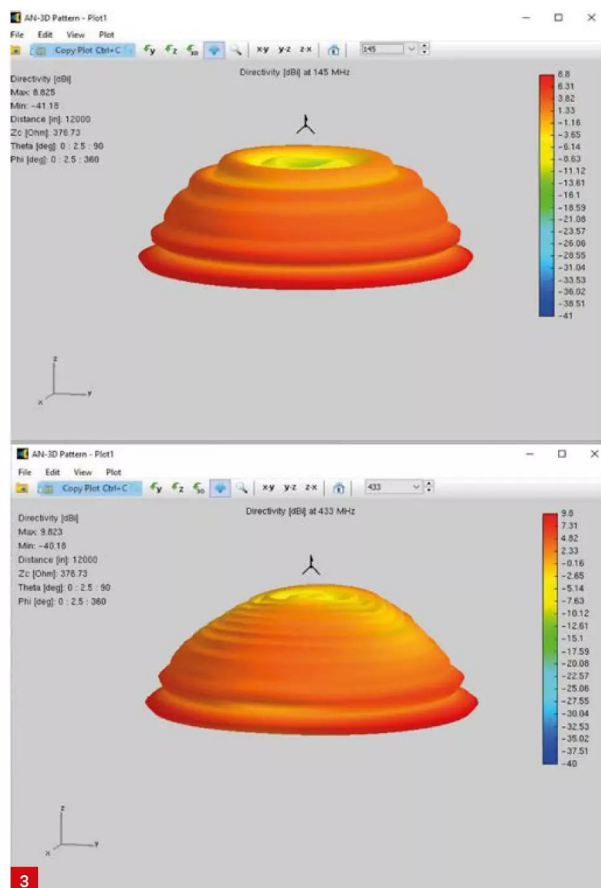 AN-3D Pattern - Plot1
File Edit View Plot
Copy Plot Ctrl+C y z 3D x-y y-z z-x 145
Directivity [dBi] at 145 MHz
Directivity [dBi]
Max: 8.825
Min: -41.18
Distance [in]: 12000
Zc [Ohm]: 376.73
Theta [deg]: 0 : 2.5 : 90
Phi [deg]: 0 : 2.5 : 360
8.8
6.31
3.82
1.33
-1.16
-3.65
-6.14
-8.63
-11.12
-13.61
-16.1
-18.59
-21.08
-23.57
-26.06
-28.55
-31.04
-33.53
-36.02
-38.51
-41
z
x
y
AN-3D Pattern - Plot1
File Edit View Plot
Copy Plot Ctrl+C y z 3D x-y y-z z-x 433
Directivity [dBi] at 433 MHz
Directivity [dBi]
Max: 9.823
Min: -40.18
Distance [in]: 12000
Zc [Ohm]: 376.73
Theta [deg]: 0 : 2.5 : 90
Phi [deg]: 0 : 2.5 : 360
9.8
7.31
4.82
2.33
-0.16
-2.65
-5.14
-7.63
-10.12
-12.61
-15.1
-17.59
-20.08
-22.57
-25.06
-27.55
-30.04
-32.53
-35.02
-37.51
-40
z
x
y
3